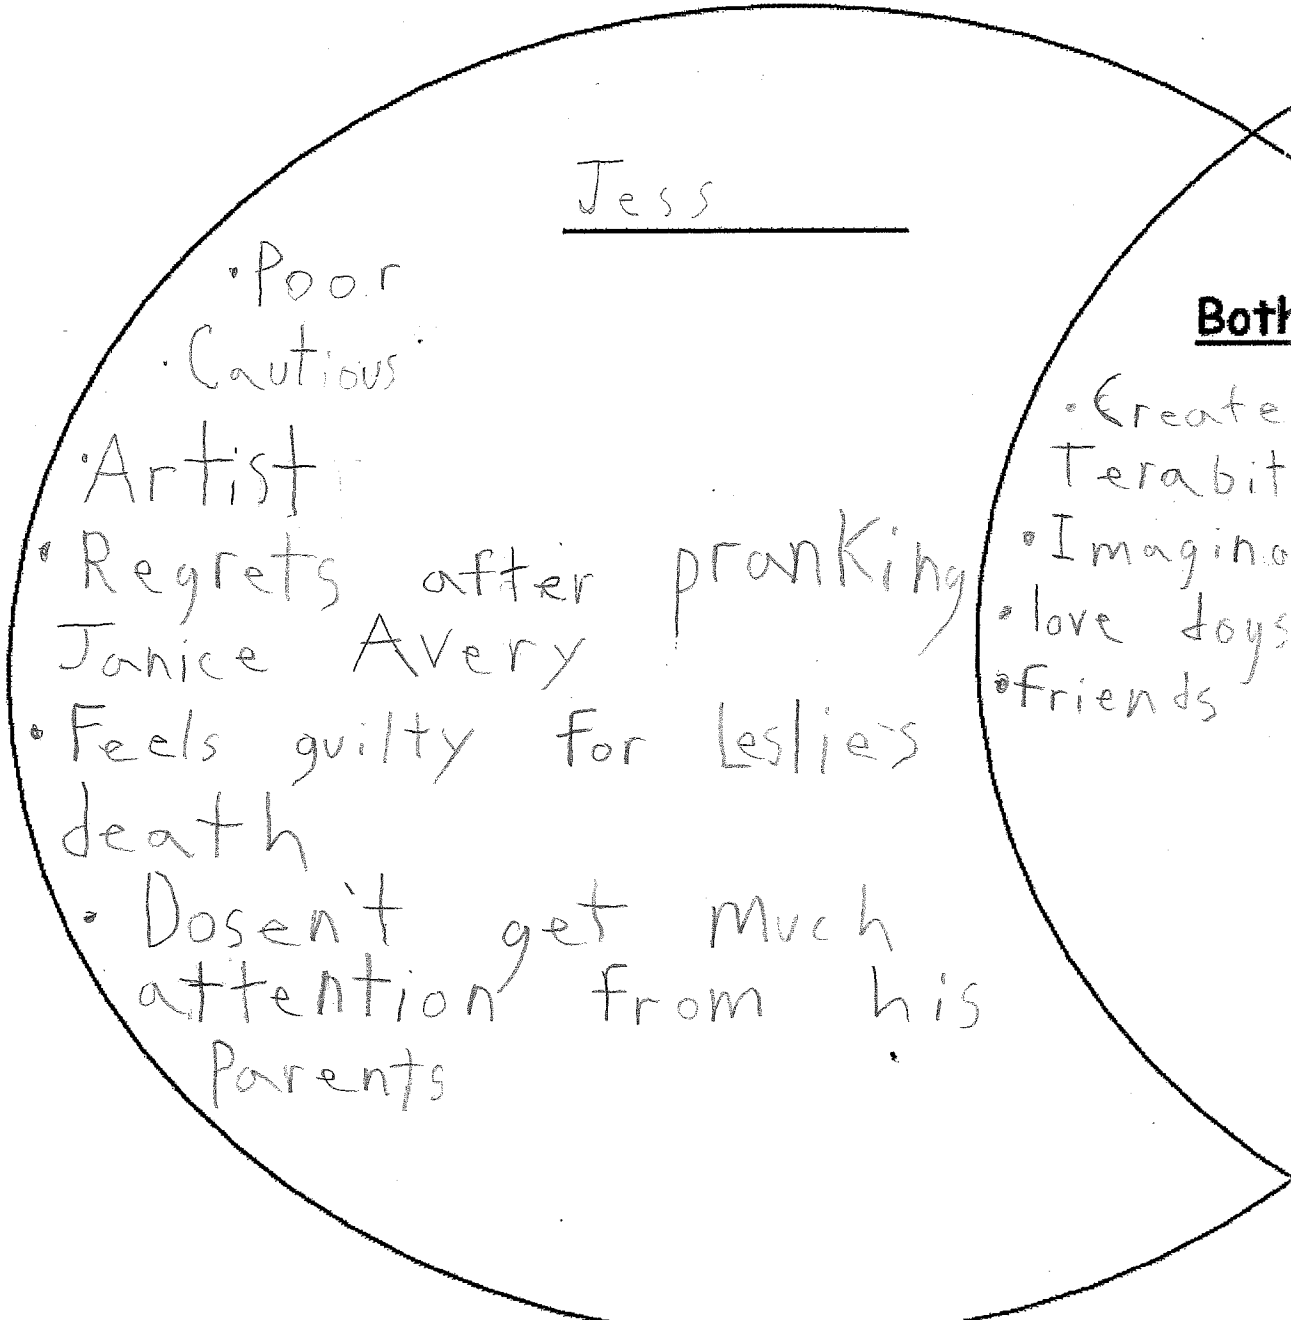 Jess
· Poor
· Cautious
· Artist
· Regrets after pranking
Janice Avery
· Feels guilty for Leslie's
death
· Dosen't get much
attention from his
Parents
Both
· Create
Terabit
· Imagina
· love dogs
· friends